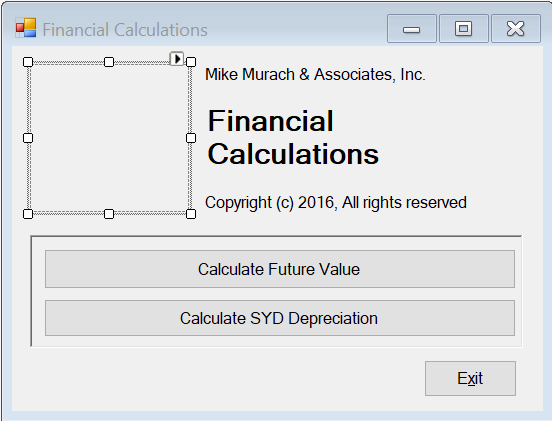 Financial Calculations
Mike Murach & Associates, Inc.
Financial
Calculations
Copyright (c) 2016, All rights reserved
Calculate Future Value
Calculate SYD Depreciation
Exit